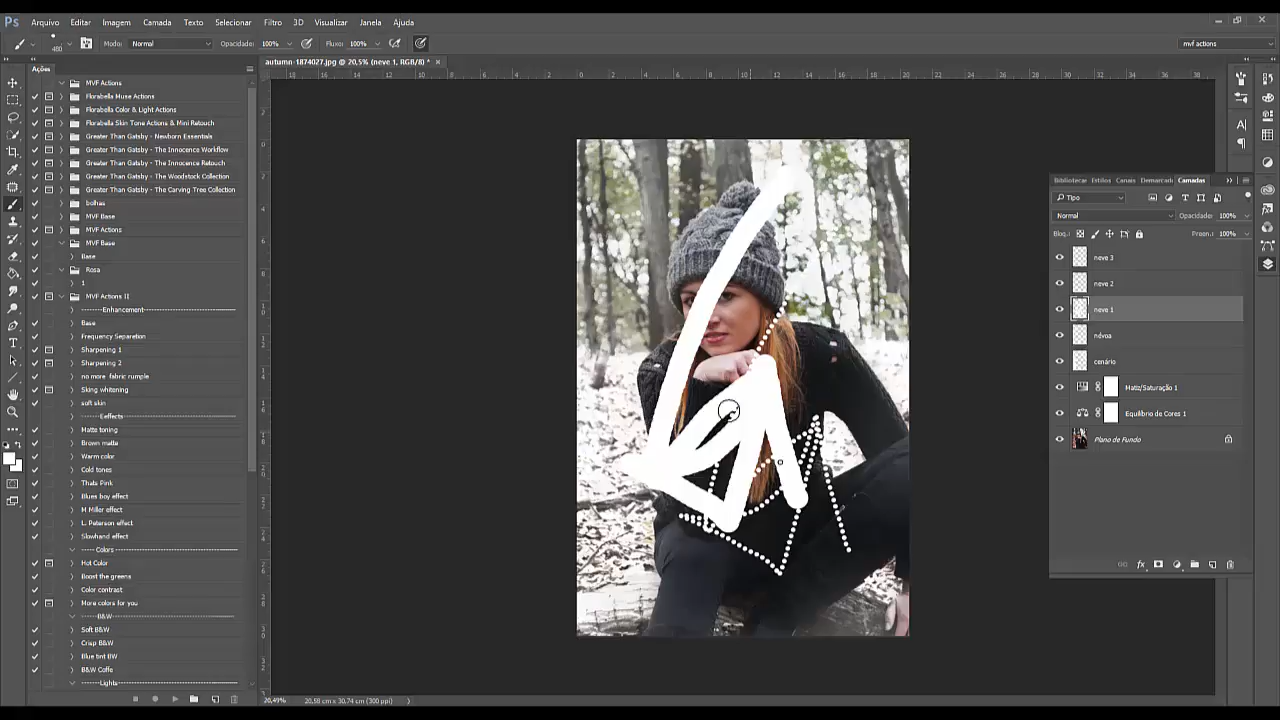 Ps Arquivo Editar Imagem Camada Texto Selecionar Filtro 3D Visualizar Janela Ajuda
480 Modo: Normal Opacidade: 100% Fluxo: 100% mvf actions
autumn-1874027.jpg @ 20,5% (neve 1, RGB/8) * ×
Ações
MVF Actions
Florabella Muse Actions
Florabella Color & Light Actions
Florabella Skin Tone Actions & Mini Retouch
Greater Than Gatsby - Newborn Essentials
Greater Than Gatsby - The Innocence Workflow
Greater Than Gatsby - The Innocence Retouch
Greater Than Gatsby - The Woodstock Collection
Greater Than Gatsby - The Carving Tree Collection
bolhas
MVF Base
Actions
MVF Base
Base
Rosa
1
MVF Actions II
--------------Enhancement--------------
Base
Frequency Separation
Sharpening 1
Sharpening 2
no more fabric rumple
Sking whitening
soft skin
---------------Eeffects---------------
Matte toning
Brown matte
Warm color
Cold tones
Thats Pink
Blues boy effect
M Miller effect
L. Peterson effect
Slowhand effect
---- Colors
Hot Color
Boost the greens
Color contrast
More colors for you
B&W
Soft B&W
Crisp B&W
Blue tint BW
B&W Coffe
Lights
Estilos Canais Camadas
Tipo
Normal Opacidade: 100%
Bloq.: Preen.: 100%
neve 3
neve 2
neve 1
névoa
cenário
Matiz/Saturação 1
Equilíbrio de Cores 1
Plano de Fundo
fx
20,49% 20,58 cm x 30,74 cm (300 ppi)